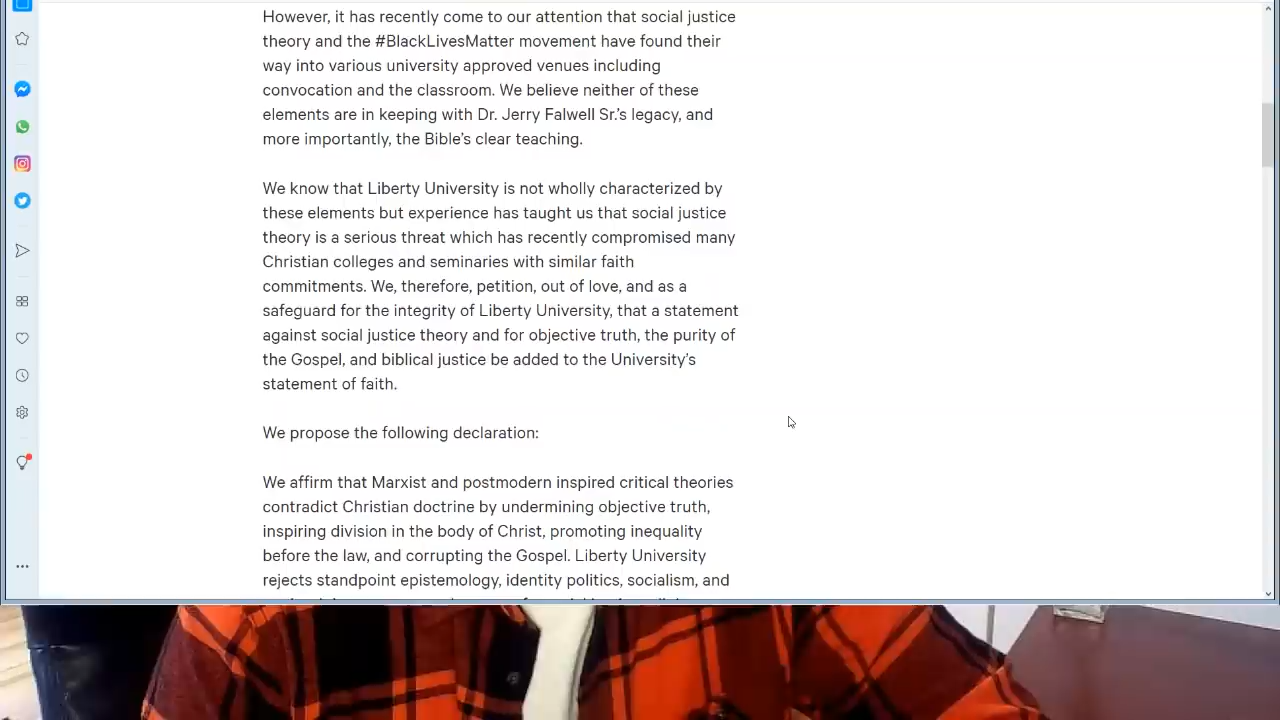 However, it has recently come to our attention that social justice
theory and the #BlackLivesMatter movement have found their
way into various university approved venues including
convocation and the classroom. We believe neither of these
elements are in keeping with Dr. Jerry Falwell Sr.’s legacy, and
more importantly, the Bible’s clear teaching.
We know that Liberty University is not wholly characterized by
these elements but experience has taught us that social justice
theory is a serious threat which has recently compromised many
Christian colleges and seminaries with similar faith
commitments. We, therefore, petition, out of love, and as a
safeguard for the integrity of Liberty University, that a statement
against social justice theory and for objective truth, the purity of
the Gospel, and biblical justice be added to the University’s
statement of faith.
We propose the following declaration:
We affirm that Marxist and postmodern inspired critical theories
contradict Christian doctrine by undermining objective truth,
inspiring division in the body of Christ, promoting inequality
before the law, and corrupting the Gospel. Liberty University
rejects standpoint epistemology, identity politics, socialism, and